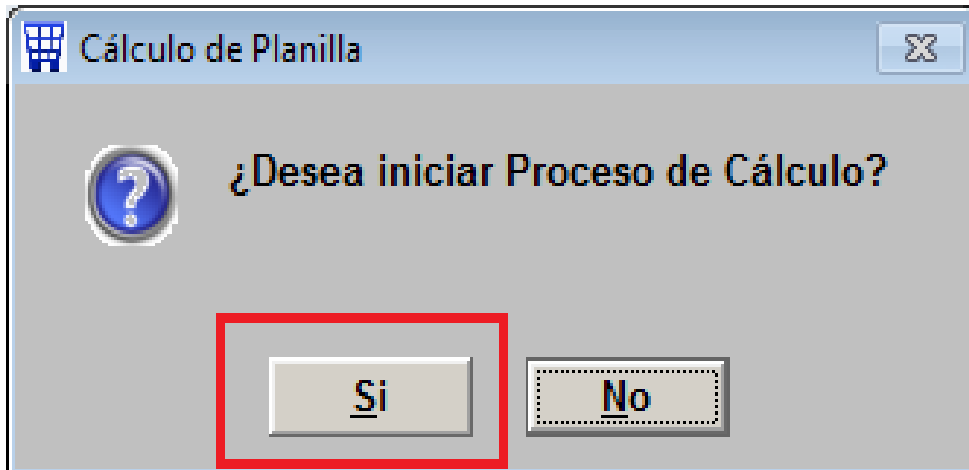 Cálculo de Planilla
¿Desea iniciar Proceso de Cálculo?
Si
No